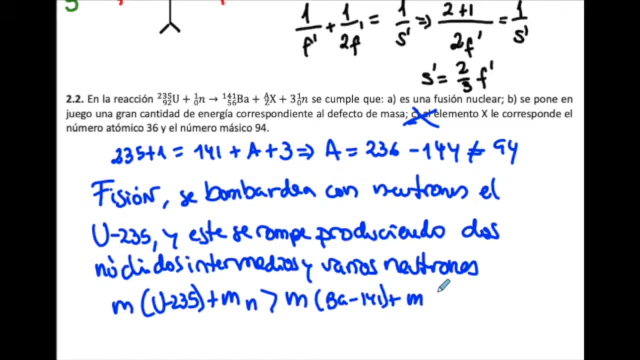 1/f' + 1/2f' = 1/s' ⇒ 2+1/2f' = 1/s'
s' = 2/3 f'
2.2. En la reacción ²³⁵₉₂U + ¹₀n → ¹⁴¹₅₆Ba + ᴬ_ZX + 3¹₀n se cumple que: a) es una fusión nuclear; b) se pone en
juego una gran cantidad de energía correspondiente al defecto de masa; c) al elemento X le corresponde el
número atómico 36 y el número másico 94.
235+1 = 141 + A + 3 ⇒ A = 236 - 144 ≠ 94
Fisión, se bombardea con neutrones el
U-235, y este se rompe produciendo dos
núclidos intermedios y varios neutrones
m (U-235) + mn > m (Ba-141) + m